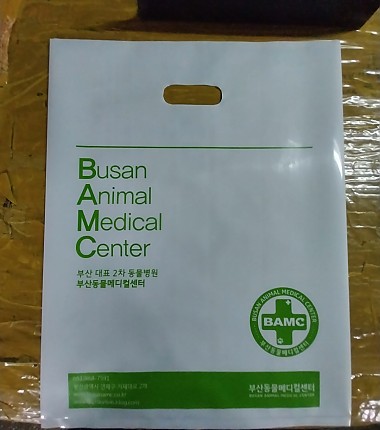 Busan
Animal
Medical
Center
부산 대표 2차 동물병원
부산동물메디컬센터
BUSAN ANIMAL MEDICAL CENTER
BAMC
부산동물메디컬센터
부산동물메디컬센터
BUSAN ANIMAL MEDICAL CENTER